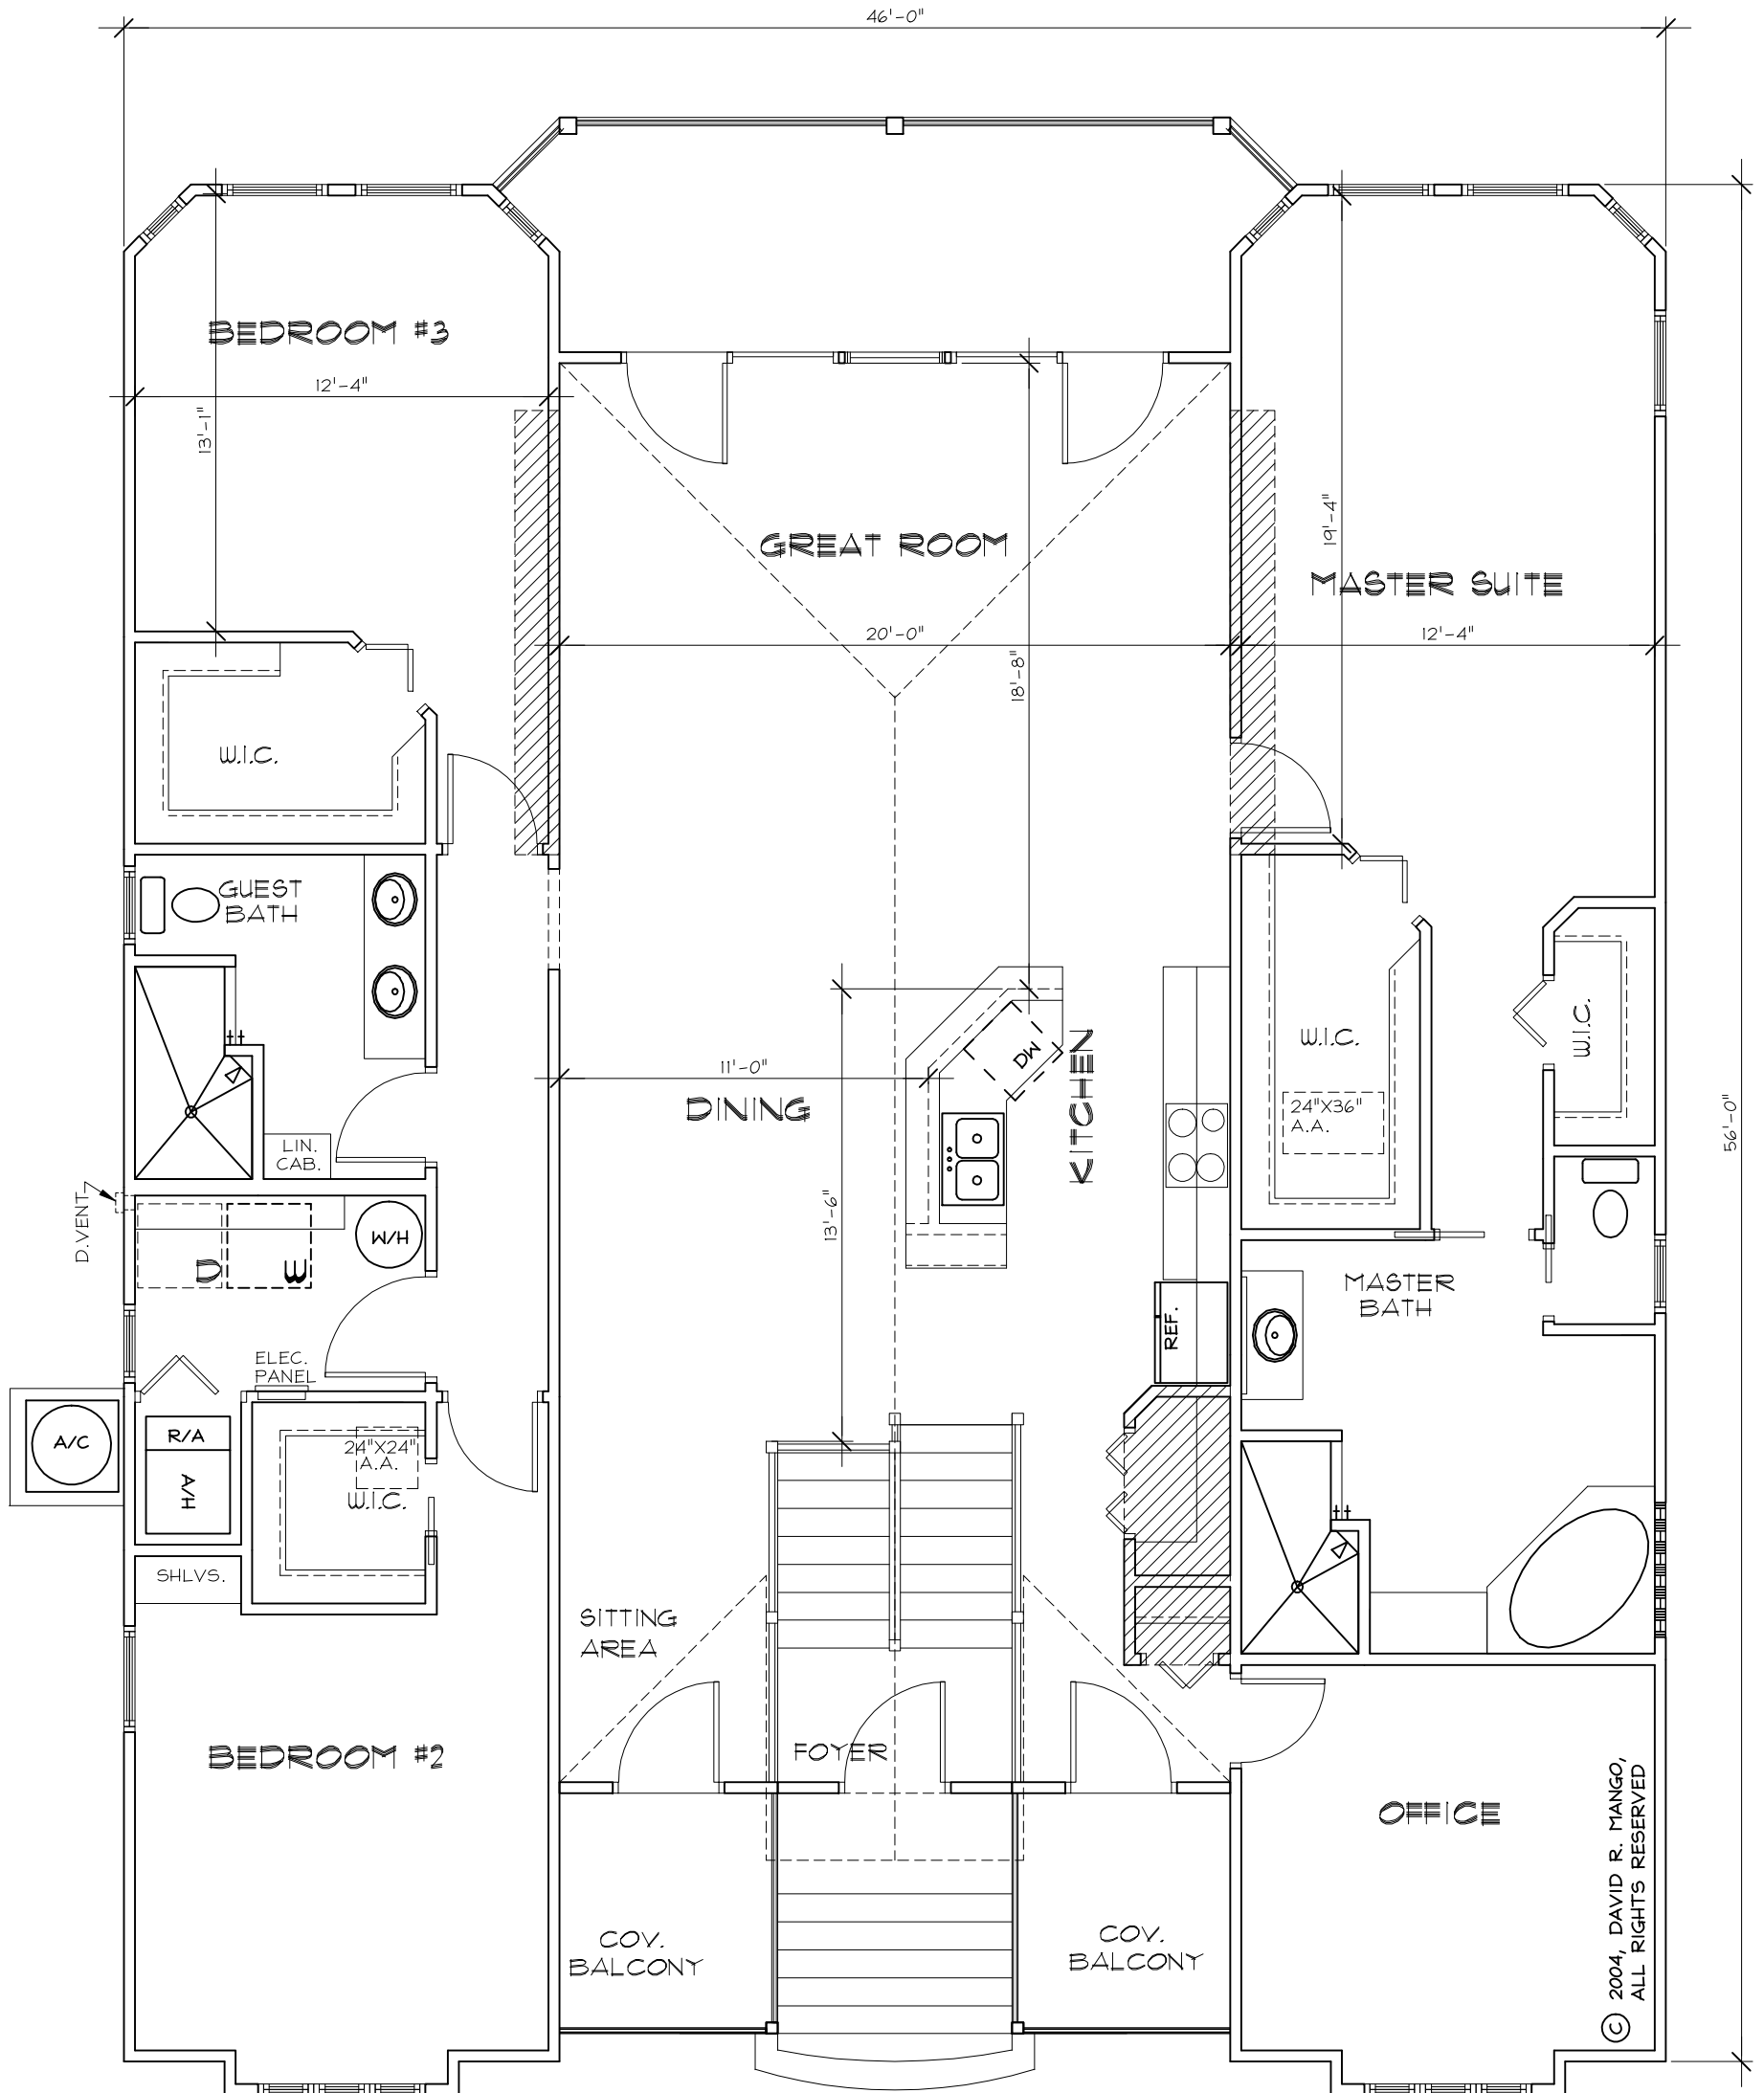 46'-0"
BEDROOM #3
12'-4"
13'-1"
GREAT ROOM
19'-4"
MASTER SUITE
20'-0"
12'-4"
18'-8"
W.I.C.
GUEST
BATH
W.I.C.
W.I.C.
DW
KITCHEN
11'-0"
DINING
24"X36"
A.A.
56'-0"
LIN.
CAB.
D.VENT
13'-6"
W/H
D
W
MASTER
BATH
REF.
ELEC.
PANEL
A/C
R/A
A/H
24"X24"
A.A.
W.I.C.
SHLVS.
SITTING
AREA
BEDROOM #2
FOYER
OFFICE
COV.
BALCONY
COV.
BALCONY
© 2004, DAVID R. MANGO,
ALL RIGHTS RESERVED